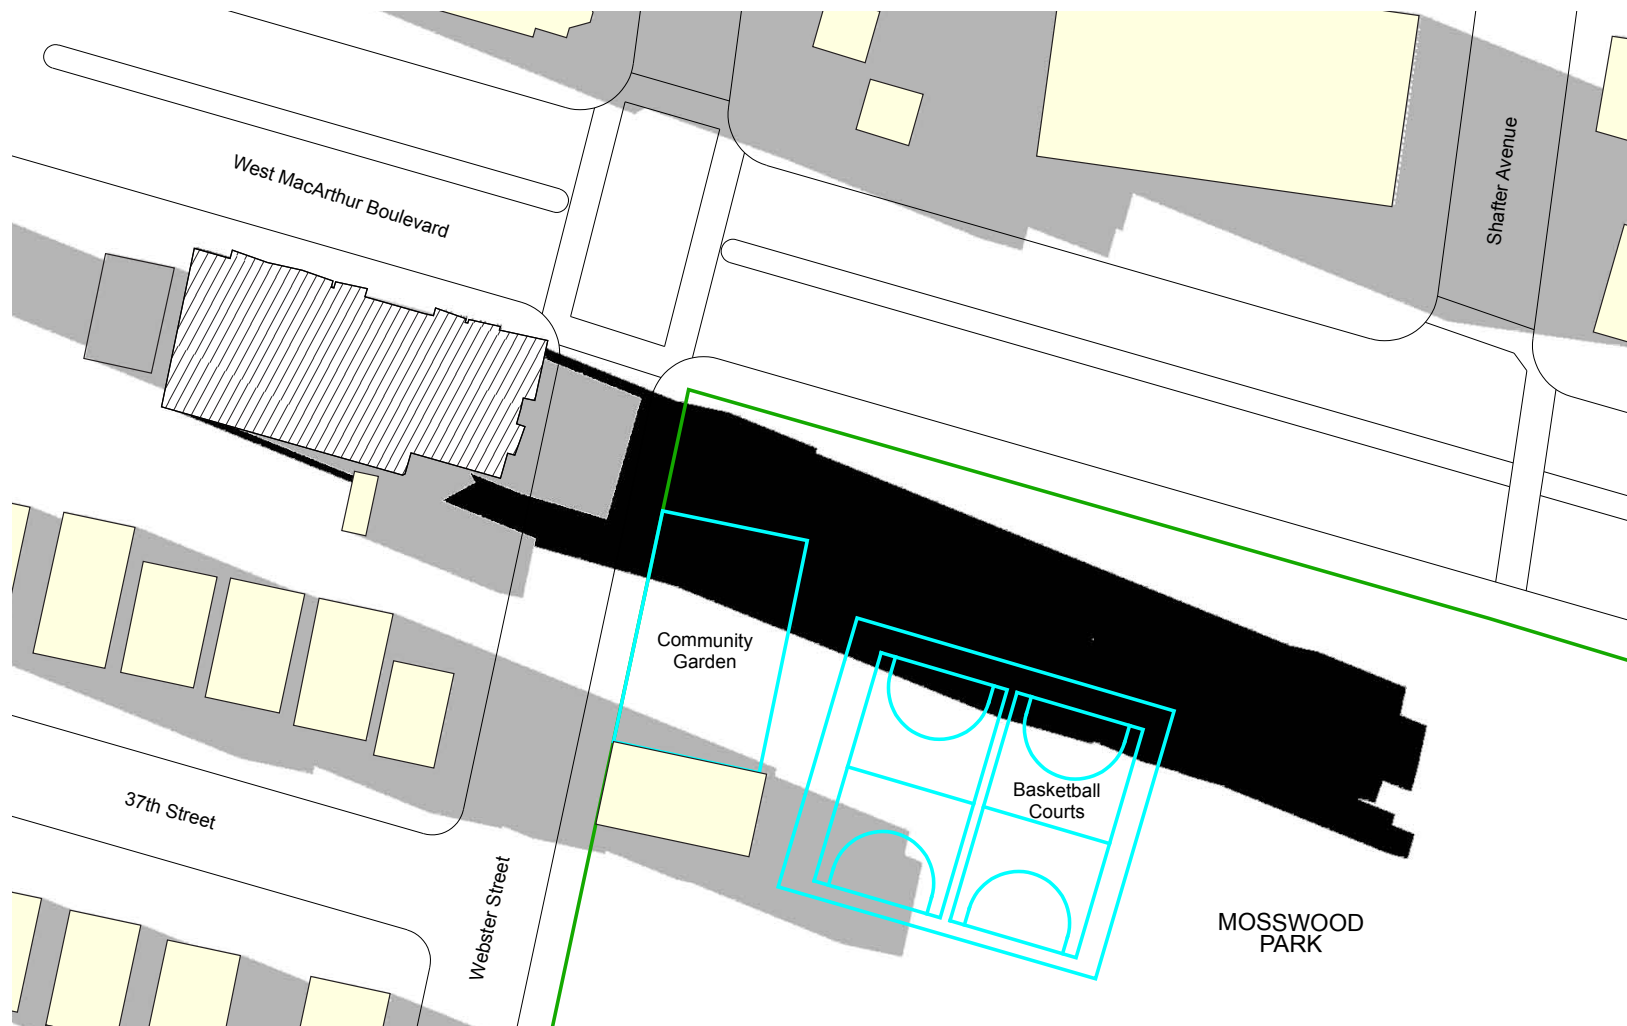 West MacArthur Boulevard
Shafter Avenue
Community
Garden
Basketball
Courts
37th Street
Webster Street
MOSSWOOD
PARK